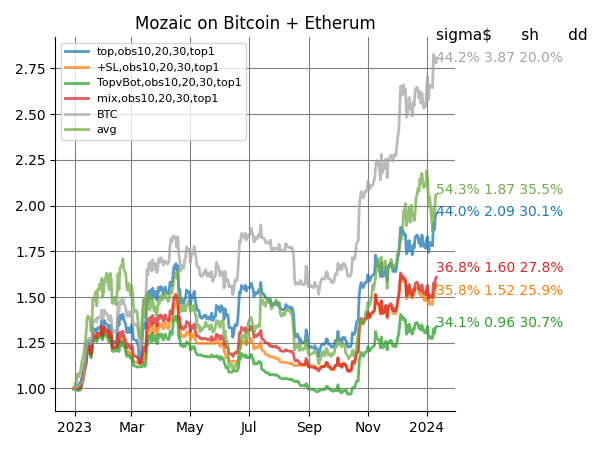 Mozaic on Bitcoin + Etherum
sigma$ sh dd
top,obs10,20,30,top1
+SL,obs10,20,30,top1
TopvBot,obs10,20,30,top1
mix,obs10,20,30,top1
BTC
avg
44.2% 3.87 20.0%
54.3% 1.87 35.5%
44.0% 2.09 30.1%
36.8% 1.60 27.8%
35.8% 1.52 25.9%
34.1% 0.96 30.7%
2.75
2.50
2.25
2.00
1.75
1.50
1.25
1.00
2023 Mar May Jul Sep Nov 2024